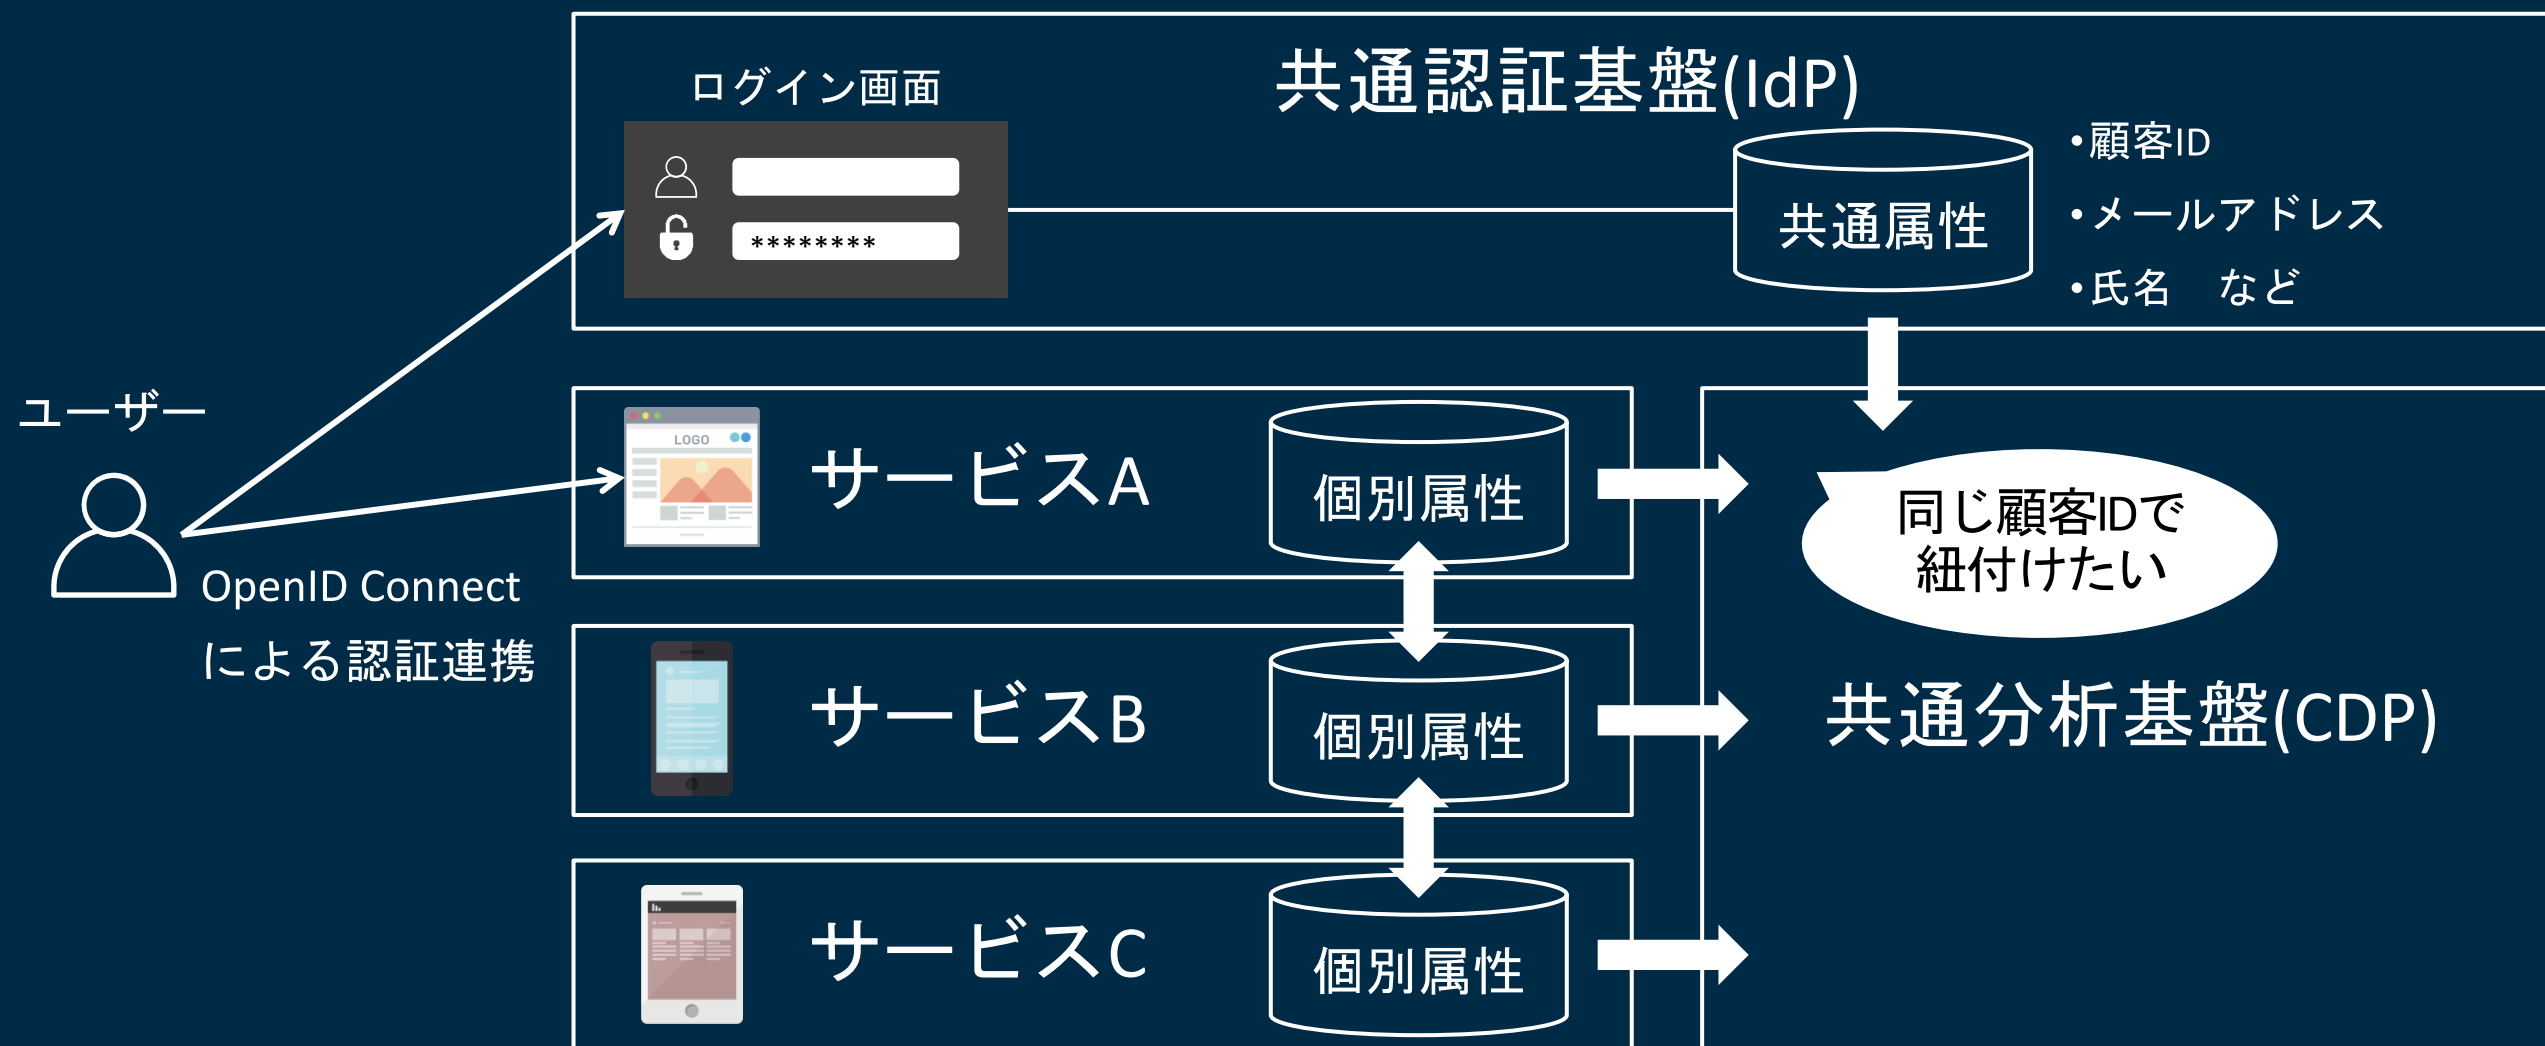 共通認証基盤(IdP)
ログイン画面
********
共通属性
•顧客ID
•メールアドレス
•氏名　など
ユーザー
OpenID Connect
による認証連携
LOGO
サービスA
個別属性
サービスB
個別属性
サービスC
個別属性
同じ顧客IDで
紐付けたい
共通分析基盤(CDP)